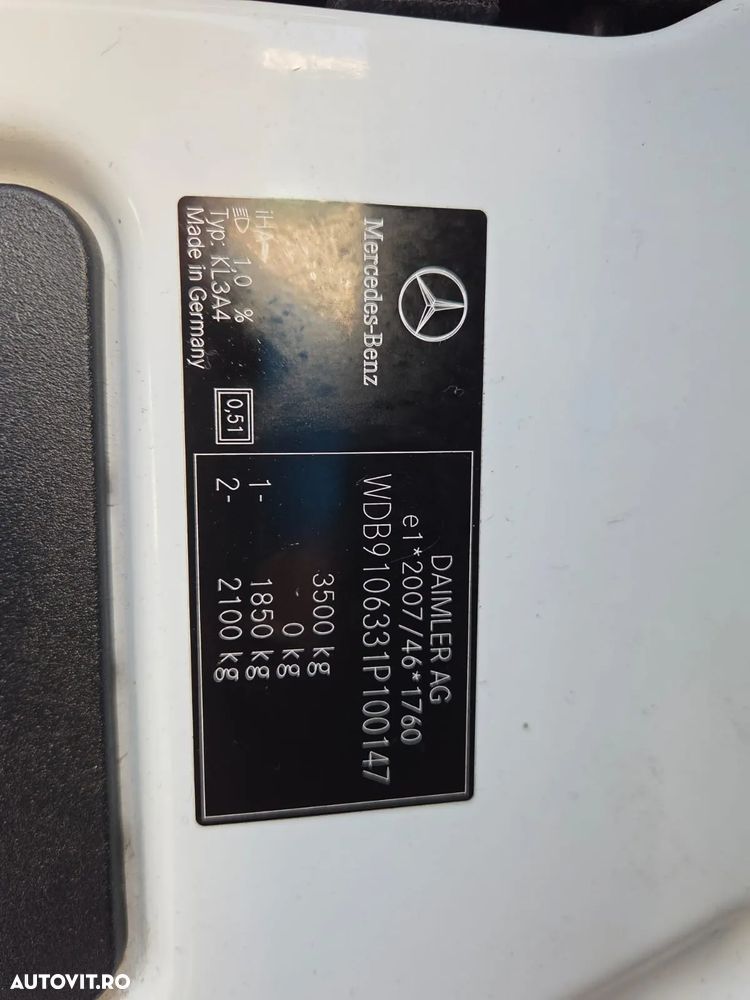 Mercedes-Benz
iHA
1,0 %
Typ: KL3A4
Made in Germany
0,51
DAIMLER AG
e1*2007/46*1760
WDB9106331P100147
3500 kg
0 kg
1- 1850 kg
2- 2100 kg
AUTOVIT.RO